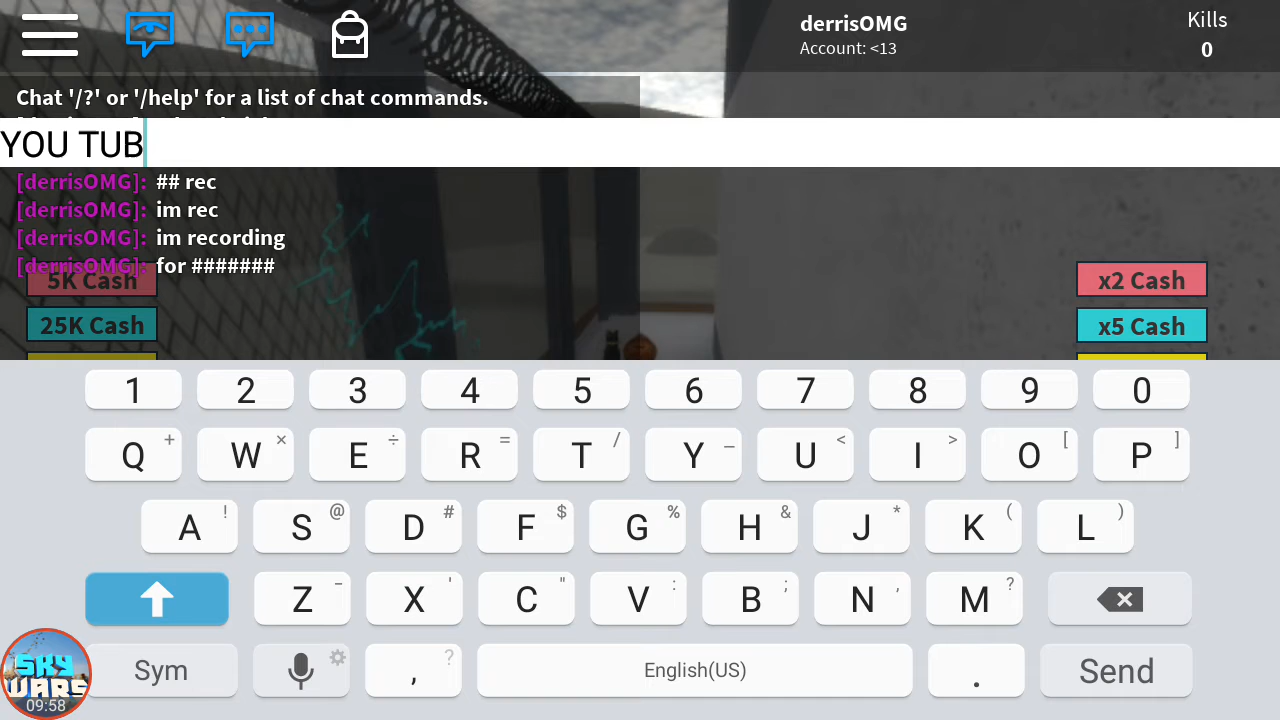 derrisOMG
Account: <13
Kills
0
Chat '/?' or '/help' for a list of chat commands.
YOU TUB
[derrisOMG]: ## rec
[derrisOMG]: im rec
[derrisOMG]: im recording
[derrisOMG]: for #######
5K Cash
x2 Cash
25K Cash
x5 Cash
1 2 3 4 5 6 7 8 9 0
Q + W × E ÷ R = T / Y _ U < I > O [ P ]
A ! S @ D # F $ G % H & J * K ( L )
Z - X ' C " V : B ; N , M ?
Sym , ? English(US) . Send
SKY
WARS
09:58